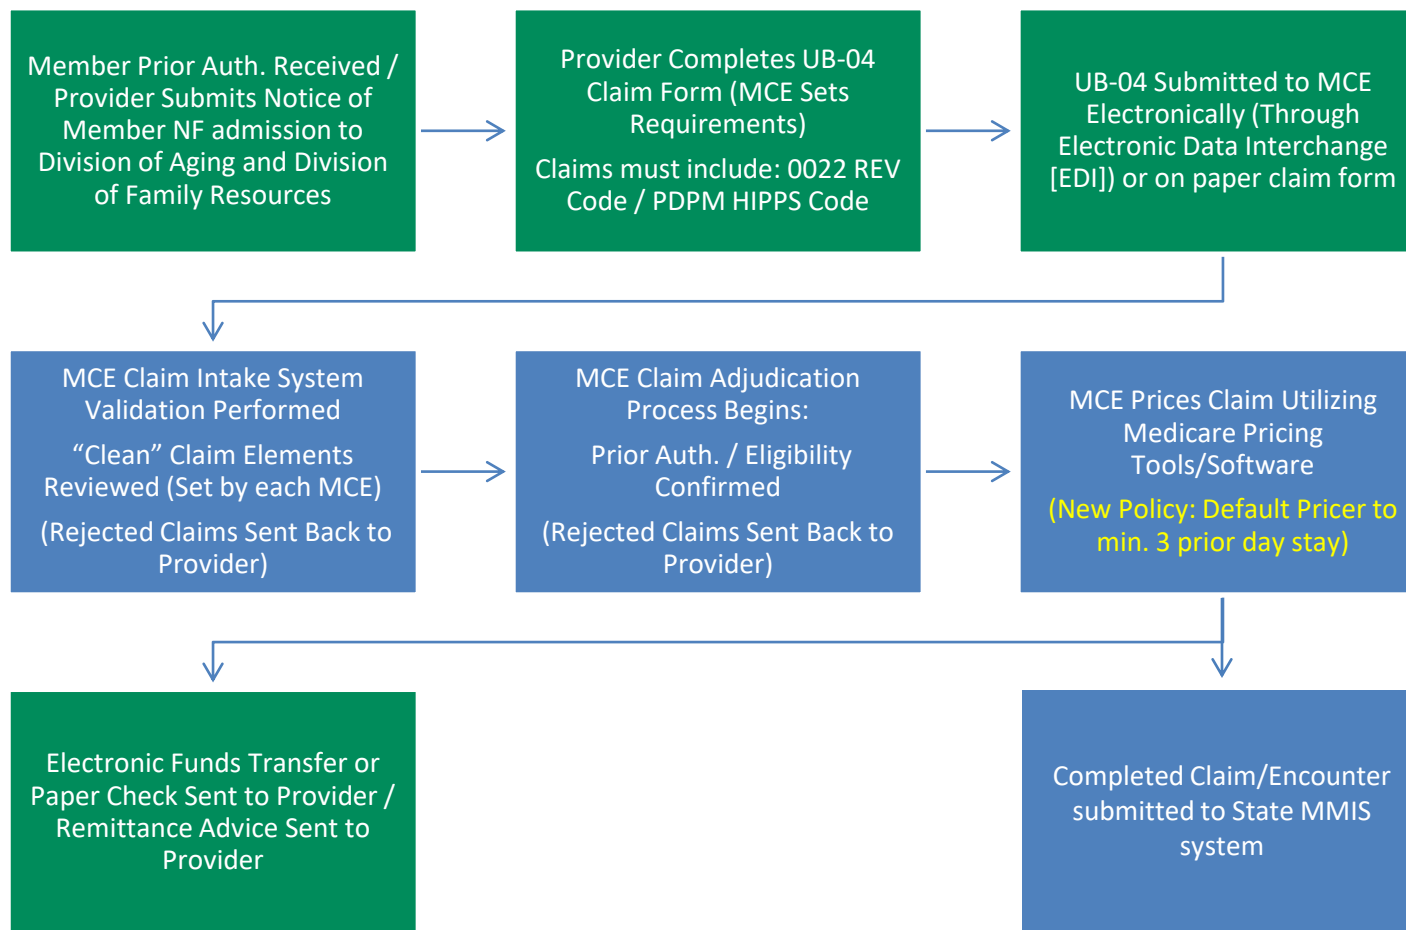 Member Prior Auth. Received /
Provider Submits Notice of
Member NF admission to
Division of Aging and Division
of Family Resources
Provider Completes UB-04
Claim Form (MCE Sets
Requirements)
Claims must include: 0022 REV
Code / PDPM HIPPS Code
UB-04 Submitted to MCE
Electronically (Through
Electronic Data Interchange
[EDI]) or on paper claim form
MCE Claim Intake System
Validation Performed
“Clean” Claim Elements
Reviewed (Set by each MCE)
(Rejected Claims Sent Back to
Provider)
MCE Claim Adjudication
Process Begins:
Prior Auth. / Eligibility
Confirmed
(Rejected Claims Sent Back to
Provider)
MCE Prices Claim Utilizing
Medicare Pricing
Tools/Software
(New Policy: Default Pricer to
min. 3 prior day stay)
Electronic Funds Transfer or
Paper Check Sent to Provider /
Remittance Advice Sent to
Provider
Completed Claim/Encounter
submitted to State MMIS
system